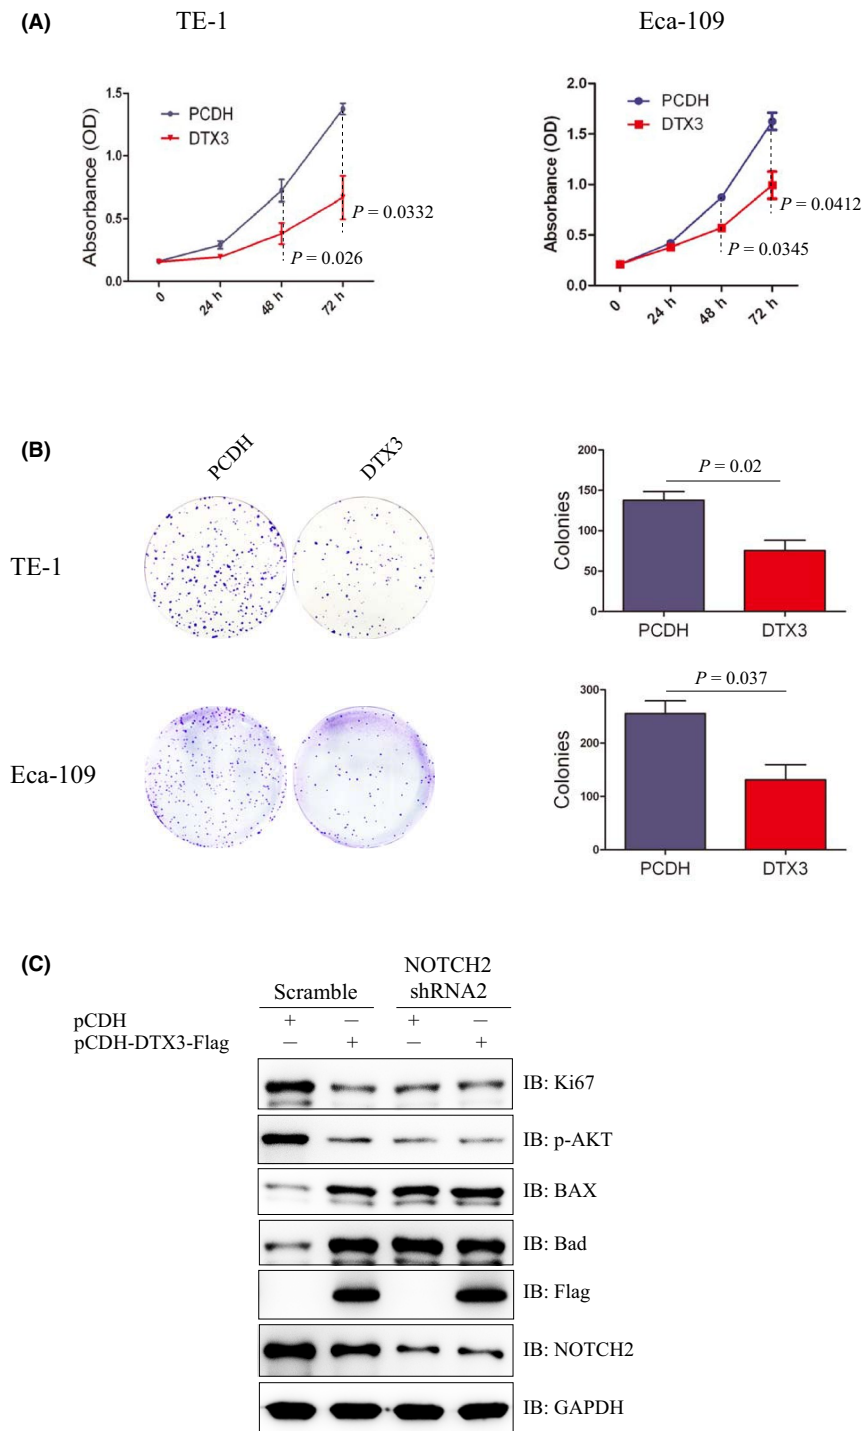 (A)
TE-1
Eca-109
1.5
1.0
0.5
0.0
Absorbance (OD)
PCDH
DTX3
P = 0.0332
P = 0.026
0
24 h
48 h
72 h
2.0
1.5
1.0
0.5
0.0
Absorbance (OD)
PCDH
DTX3
P = 0.0412
P = 0.0345
0
24 h
48 h
72 h
(B)
PCDH
DTX3
TE-1
200
150
100
50
0
Colonies
P = 0.02
PCDH
DTX3
Eca-109
300
200
100
0
Colonies
P = 0.037
PCDH
DTX3
(C)
Scramble
NOTCH2
shRNA2
pCDH + – + –
pCDH-DTX3-Flag – + – +
IB: Ki67
IB: p-AKT
IB: BAX
IB: Bad
IB: Flag
IB: NOTCH2
IB: GAPDH